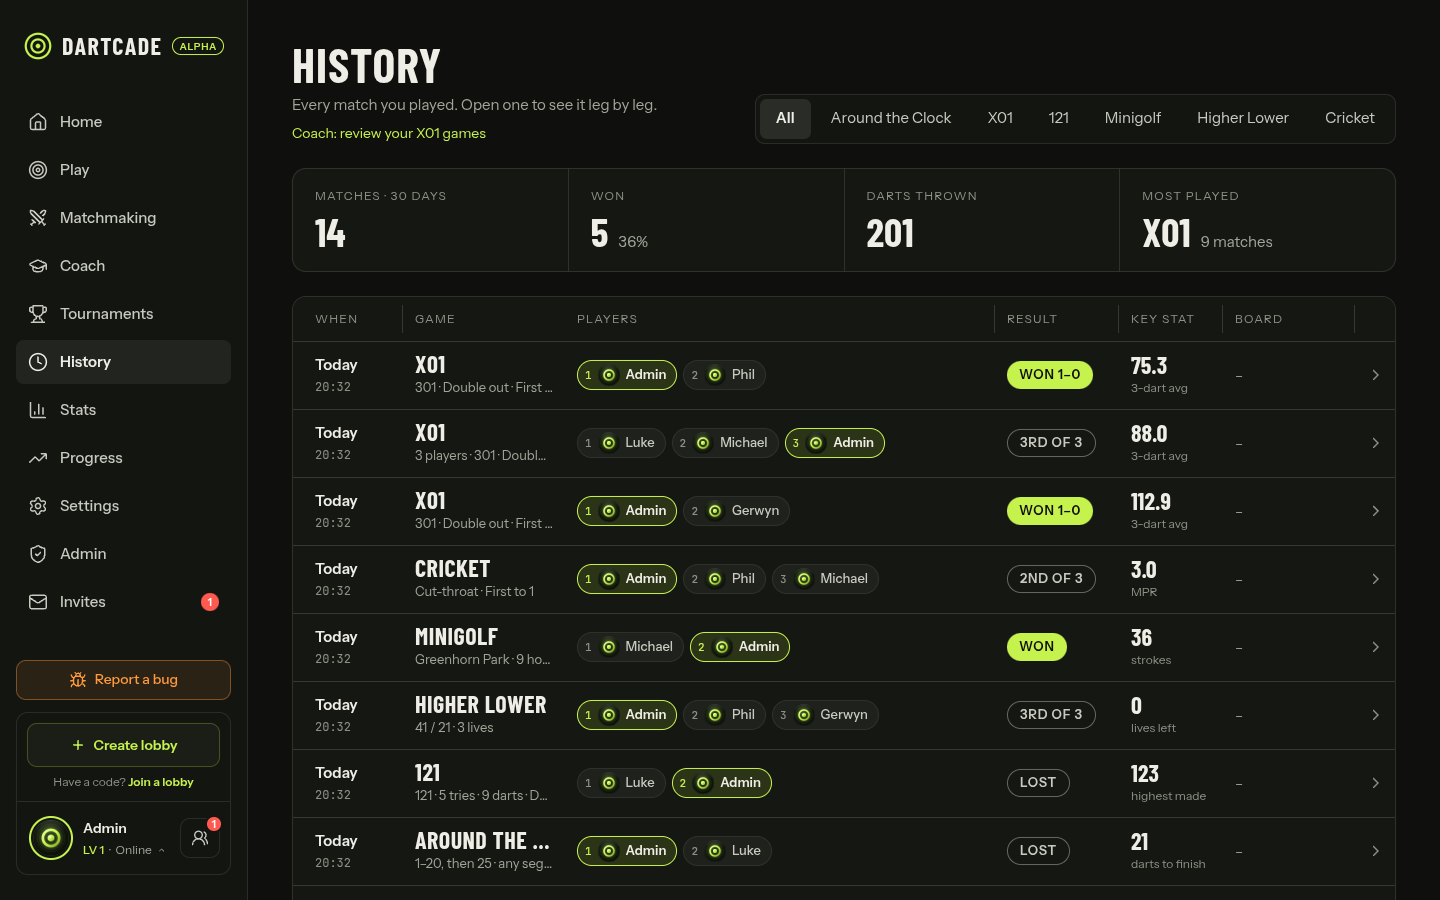 DARTCADE ALPHA
Home
Play
Matchmaking
Coach
Tournaments
History
Stats
Progress
Settings
Admin
Invites 1
Report a bug
+ Create lobby
Have a code? Join a lobby
Admin
LV 1 · Online
1
HISTORY
Every match you played. Open one to see it leg by leg.
Coach: review your X01 games
All Around the Clock X01 121 Minigolf Higher Lower Cricket
MATCHES · 30 DAYS
14
WON
5 36%
DARTS THROWN
201
MOST PLAYED
X01 9 matches
WHEN GAME PLAYERS RESULT KEY STAT BOARD
Today X01 1 Admin 2 Phil WON 1–0 75.3 –
20:32 301 · Double out · First ... 3-dart avg
Today X01 1 Luke 2 Michael 3 Admin 3RD OF 3 88.0 –
20:32 3 players · 301 · Doubl... 3-dart avg
Today X01 1 Admin 2 Gerwyn WON 1–0 112.9 –
20:32 301 · Double out · First ... 3-dart avg
Today CRICKET 1 Admin 2 Phil 3 Michael 2ND OF 3 3.0 –
20:32 Cut-throat · First to 1 MPR
Today MINIGOLF 1 Michael 2 Admin WON 36 –
20:32 Greenhorn Park · 9 ho... strokes
Today HIGHER LOWER 1 Admin 2 Phil 3 Gerwyn 3RD OF 3 0 –
20:32 41 / 21 · 3 lives lives left
Today 121 1 Luke 2 Admin LOST 123 –
20:32 121 · 5 tries · 9 darts · D... highest made
Today AROUND THE ... 1 Admin 2 Luke LOST 21 –
20:32 1–20, then 25 · any seg... darts to finish